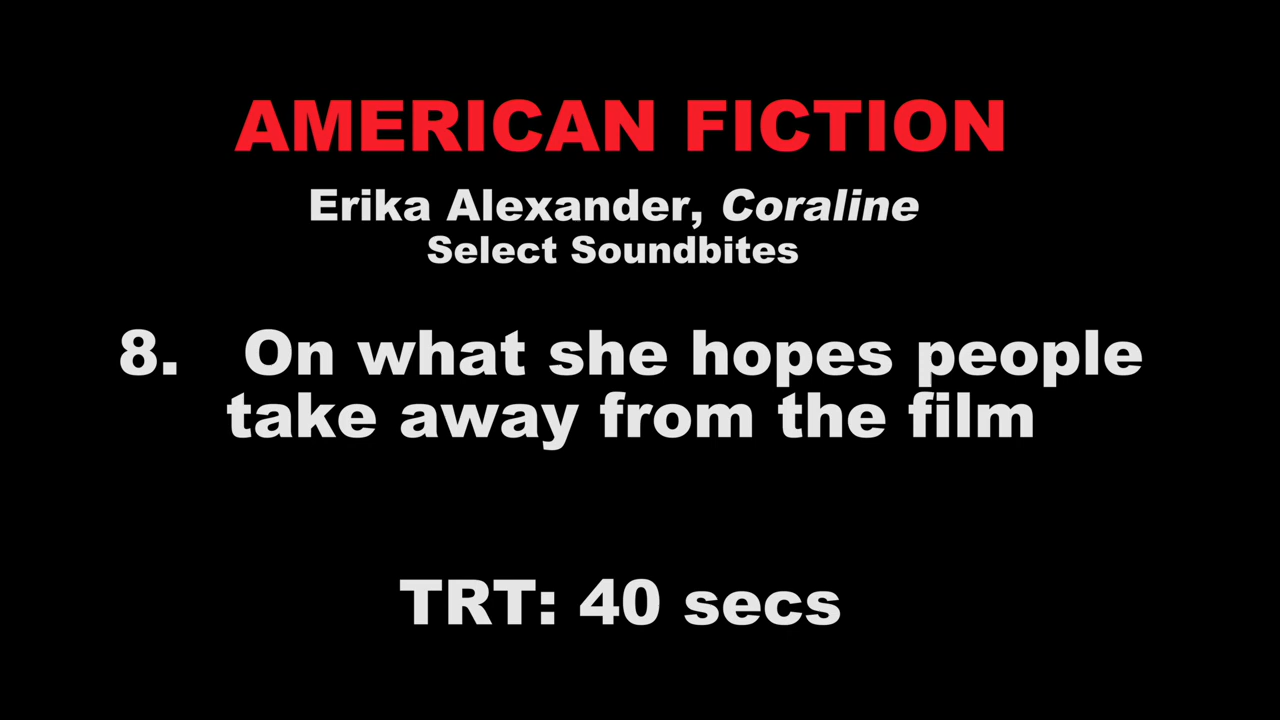 AMERICAN FICTION
Erika Alexander, Coraline
Select Soundbites
8. On what she hopes people
take away from the film
TRT: 40 secs